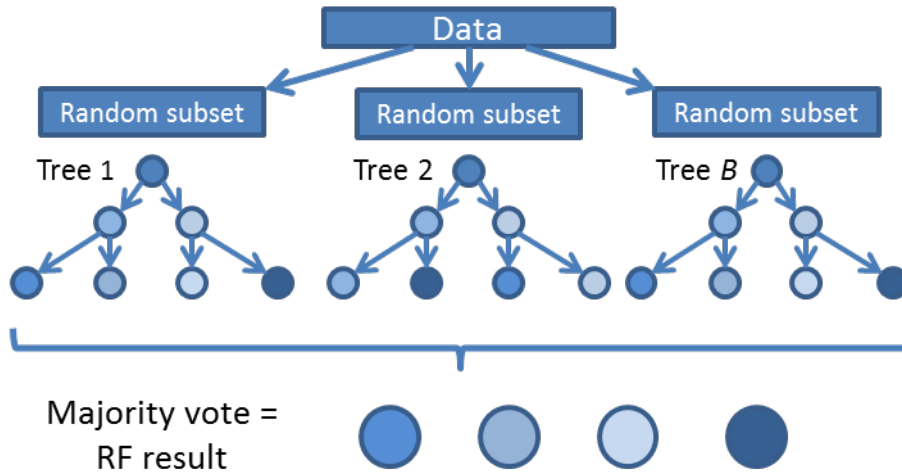 Data
Random subset
Random subset
Random subset
Tree 1
Tree 2
Tree B
Majority vote =
RF result